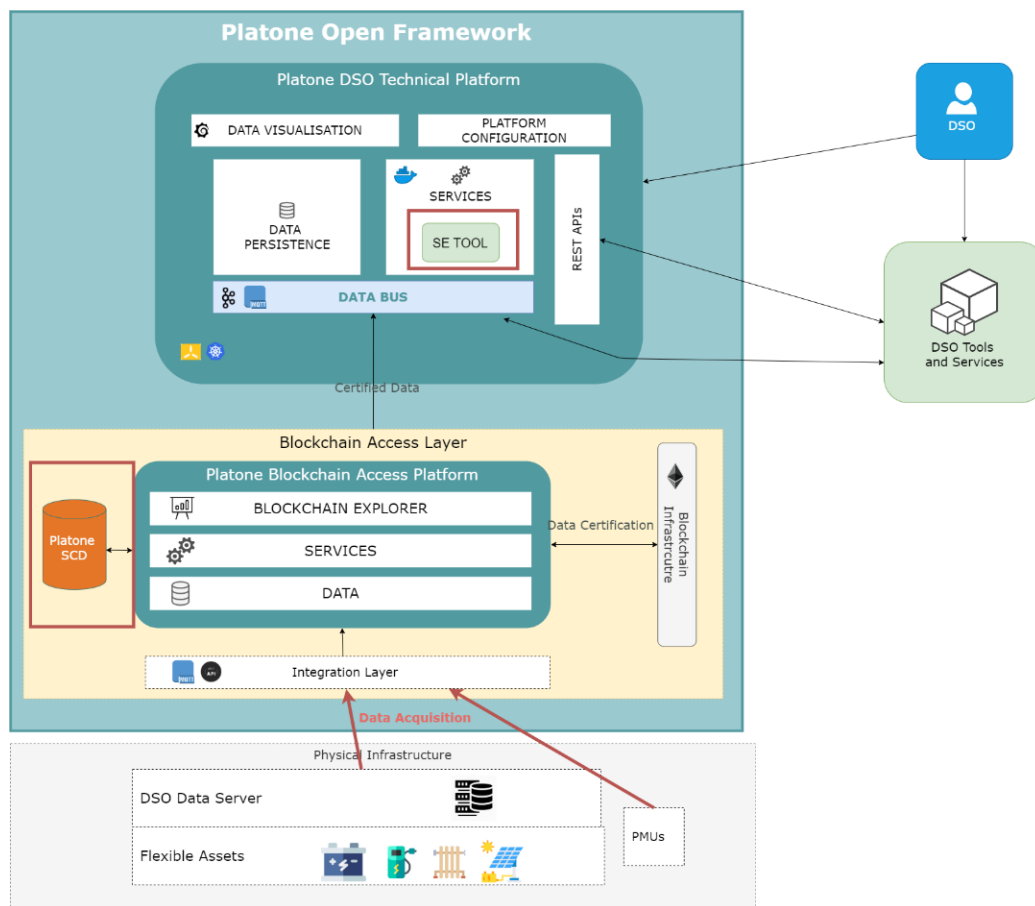 Platone Open Framework
Platone DSO Technical Platform
DATA VISUALISATION
PLATFORM
CONFIGURATION
DSO
SERVICES
SE TOOL
DATA
PERSISTENCE
REST APIs
DATA BUS
DSO Tools
and Services
Certified Data
Blockchain Access Layer
Platone Blockchain Access Platform
BLOCKCHAIN EXPLORER
Platone
SCD
SERVICES
DATA
Data Certification
Blockchain
Infrastrcutre
API
Integration Layer
Data Acquisition
Physical Infrastructure
DSO Data Server
Flexible Assets
PMUs